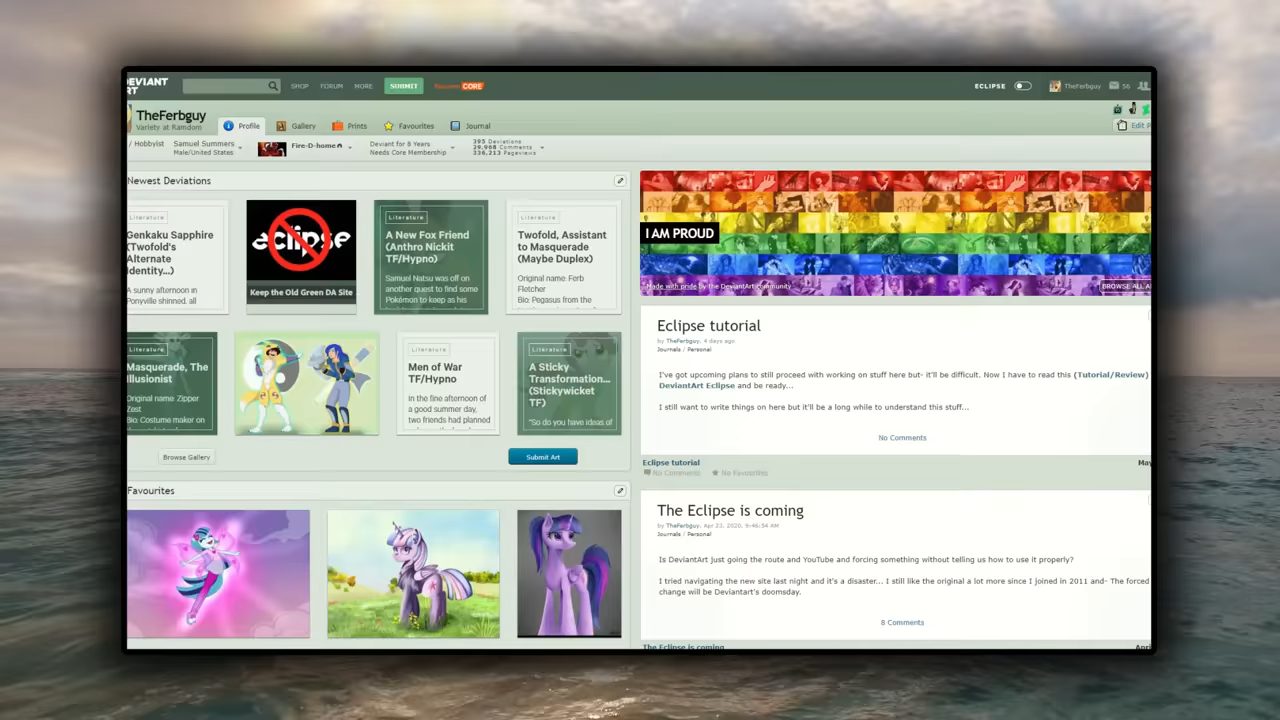 DEVIANT
ART
SHOP
FORUM
MORE
SUBMIT
CORE
ECLIPSE
TheFerbguy
56
TheFerbguy
Variety at Ramdom
Profile
Gallery
Prints
Favourites
Journal
Edit P
/ Hobbyist
Samuel Summers
Male/United States
Fire-D-home
Deviant for 8 Years
Needs Core Membership
395 Deviations
29,968 Comments
336,213 Pageviews
Newest Deviations
Literature
Genkaku Sapphire
(Twofold's
Alternate
Identity...)
A sunny afternoon in
Ponyville shinned, all
eclipse
Keep the Old Green DA Site
Literature
A New Fox Friend
(Anthro Nickit
TF/Hypno)
Samuel Natsu was off on
another quest to find some
Pokémon to keep as his
Literature
Twofold, Assistant
to Masquerade
(Maybe Duplex)
Original name: Ferb
Fletcher
Bio: Pegasus from the
Literature
Masquerade, The
Illusionist
Original name: Zipper
Zest
Bio: Costume maker on
Literature
Men of War
TF/Hypno
In the fine afternoon of
a good summer day,
two friends had planned
Literature
A Sticky
Transformation...
(Stickywicket
TF)
"So do you have ideas of
Browse Gallery
Submit Art
Favourites
I AM PROUD
Made with pride by the DeviantArt community
BROWSE ALL A
Eclipse tutorial
by TheFerbguy, 4 days ago
Journals / Personal
I've got upcoming plans to still proceed with working on stuff here but- it'll be difficult. Now I have to read this (Tutorial/Review)
DeviantArt Eclipse and be ready...
I still want to write things on here but it'll be a long while to understand this stuff...
No Comments
Eclipse tutorial
May
No Comments
No Favourites
The Eclipse is coming
by TheFerbguy, Apr 23, 2020, 9:46:54 AM
Journals / Personal
Is DeviantArt just going the route and YouTube and forcing something without telling us how to use it properly?
I tried navigating the new site last night and it's a disaster... I still like the original a lot more since I joined in 2011 and- The forced
change will be Deviantart's doomsday.
8 Comments
The Eclipse is coming
Apr